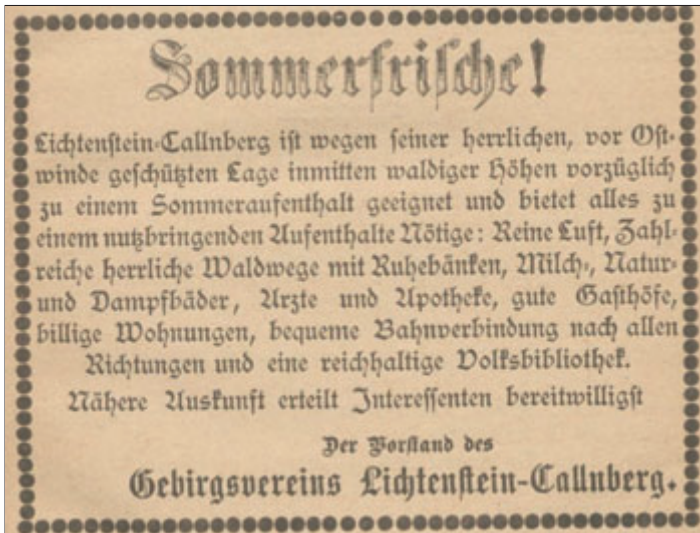 Sommerfrische!
Lichtenstein-Callnberg ist wegen seiner herrlichen, vor Ost-
winde geschützten Lage inmitten waldiger Höhen vorzüglich
zu einem Sommeraufenthalt geeignet und bietet alles zu
einem nutzbringenden Aufenthalte Nötige: Reine Luft, Zahl-
reiche herrliche Waldwege mit Ruhebänken, Milch-, Natur-
und Dampfbäder, Ärzte und Apotheke, gute Gasthöfe,
billige Wohnungen, bequeme Bahnverbindung nach allen
Richtungen und eine reichhaltige Volksbibliothek.
Nähere Auskunft erteilt Interessenten bereitwilligst
Der Vorstand des
Gebirgsvereins Lichtenstein-Callnberg.